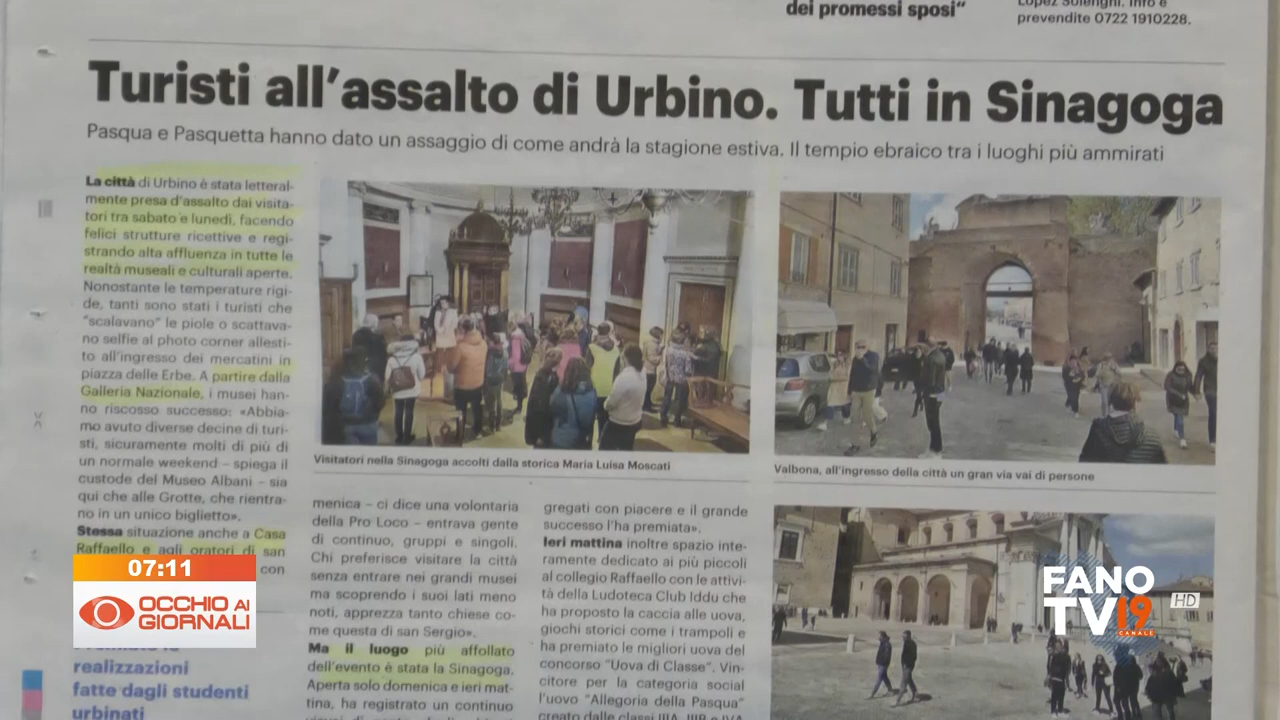 dei promessi sposi“
Lopez Solenghi. Info e
prevendite 0722 1910228.
Turisti all’assalto di Urbino. Tutti in Sinagoga
Pasqua e Pasquetta hanno dato un assaggio di come andrà la stagione estiva. Il tempio ebraico tra i luoghi più ammirati
La città di Urbino è stata letteral-
mente presa d’assalto dai visita-
tori tra sabato e lunedì, facendo
felici strutture ricettive e regi-
strando alta affluenza in tutte le
realtà museali e culturali aperte.
Nonostante le temperature rigi-
de, tanti sono stati i turisti che
“scalavano” le piole o scattava-
no selfie al photo corner allesti-
to all’ingresso dei mercatini in
piazza delle Erbe. A partire dalla
Galleria Nazionale, i musei han-
no riscosso successo: «Abbia-
mo avuto diverse decine di turi-
sti, sicuramente molti di più di
un normale weekend – spiega il
custode del Museo Albani – sia
qui che alle Grotte, che rientra-
no in un unico biglietto».
Stessa situazione anche a Casa
Raffaello e agli oratori di san
con
Visitatori nella Sinagoga accolti dalla storica Maria Luisa Moscati
Valbona, all’ingresso della città un gran via vai di persone
menica – ci dice una volontaria
della Pro Loco – entrava gente
di continuo, gruppi e singoli.
Chi preferisce visitare la città
senza entrare nei grandi musei
ma scoprendo i suoi lati meno
noti, apprezza tanto chiese co-
me questa di san Sergio».
Ma il luogo più affollato
dell’evento è stata la Sinagoga.
Aperta solo domenica e ieri mat-
tina, ha registrato un continuo
gregati con piacere e il grande
successo l’ha premiata».
Ieri mattina inoltre spazio inte-
ramente dedicato ai più piccoli
al collegio Raffaello con le attivi-
tà della Ludoteca Club Iddu che
ha proposto la caccia alle uova,
giochi storici come i trampoli e
ha premiato le migliori uova del
concorso “Uova di Classe”. Vin-
citore per la categoria social
l’uovo “Allegoria della Pasqua”
creato dalle classi IIIA, IIIB e IVA
07:11
OCCHIO AI
GIORNALI
realizzazioni
fatte dagli studenti
urbinati
FANO
TV19
CANALE
HD